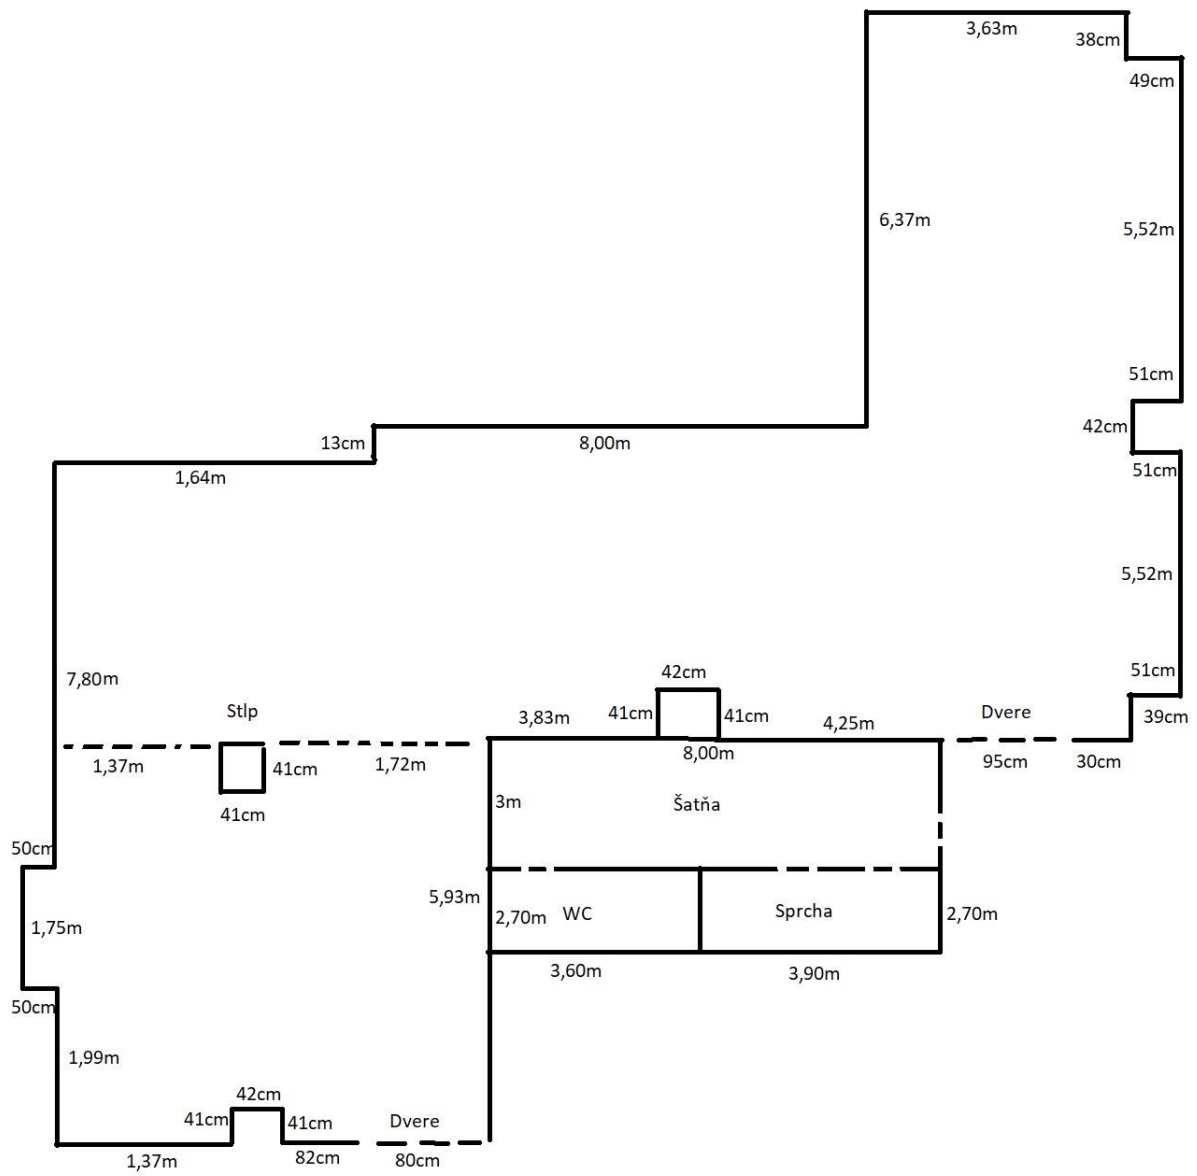 3,63m
38cm
49cm
6,37m
5,52m
51cm
42cm
13cm
8,00m
51cm
1,64m
5,52m
7,80m
42cm
51cm
Stlp
3,83m
41cm
41cm
4,25m
Dvere
39cm
1,37m
41cm
1,72m
8,00m
95cm
30cm
41cm
3m
Šatňa
50cm
5,93m
2,70m
WC
Sprcha
2,70m
1,75m
3,60m
3,90m
50cm
1,99m
42cm
41cm
41cm
Dvere
1,37m
82cm
80cm